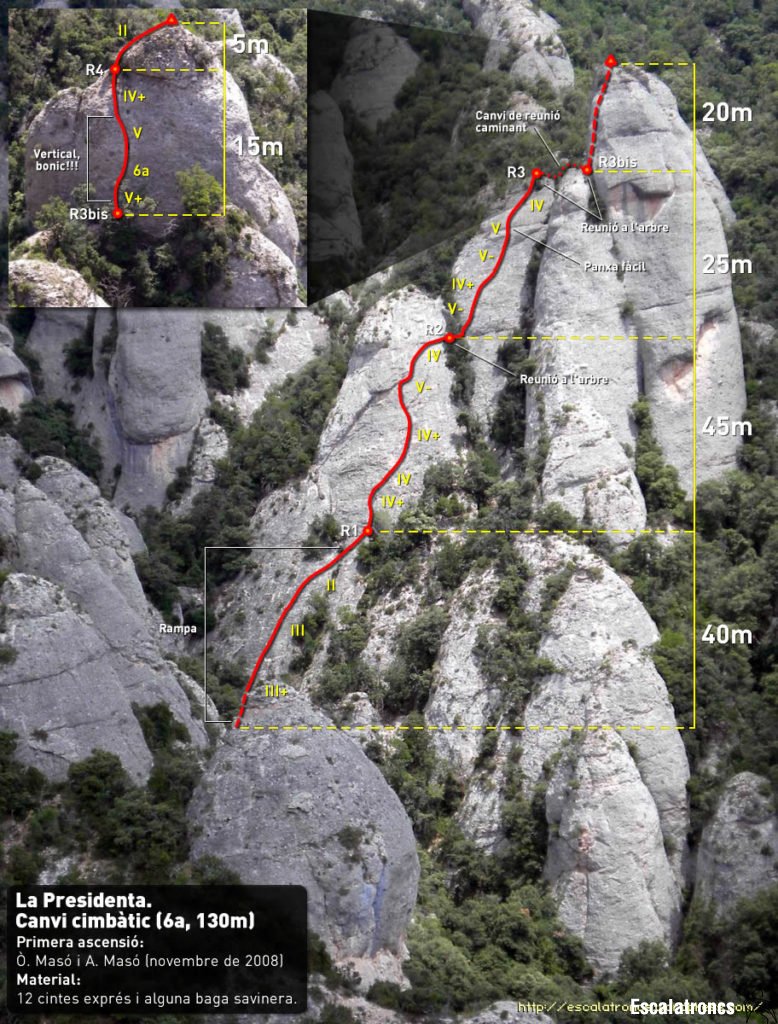 II
5m
R4
IV+
V
Vertical,
bonic!!!
15m
6a
V+
R3bis
20m
Canvi de reunió
caminant
R3
R3bis
IV
Reunió a l'arbre
V
V-
Panxa fàcil
25m
IV+
V-
R2
IV
Reunió a l'arbre
V-
IV+
45m
IV
IV+
R1
II
Rampa
III
40m
III+
La Presidenta.
Canvi cimbàtic (6a, 130m)
Primera ascensió:
Ò. Masó i A. Masó (novembre de 2008)
Material:
12 cintes exprés i alguna baga savinera.
Escalatroncs